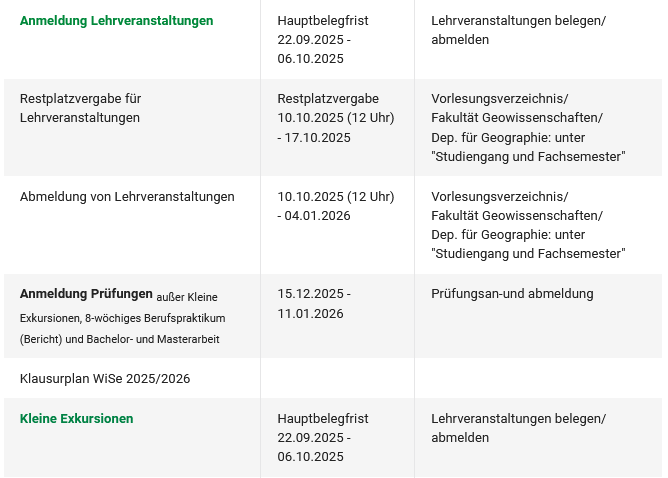 Anmeldung Lehrveranstaltungen
Hauptbelegfrist
22.09.2025 -
06.10.2025
Lehrveranstaltungen belegen/
abmelden
Restplatzvergabe für
Lehrveranstaltungen
Restplatzvergabe
10.10.2025 (12 Uhr)
- 17.10.2025
Vorlesungsverzeichnis/
Fakultät Geowissenschaften/
Dep. für Geographie: unter
"Studiengang und Fachsemester"
Abmeldung von Lehrveranstaltungen
10.10.2025 (12 Uhr)
- 04.01.2026
Vorlesungsverzeichnis/
Fakultät Geowissenschaften/
Dep. für Geographie: unter
"Studiengang und Fachsemester"
Anmeldung Prüfungen außer Kleine
Exkursionen, 8-wöchiges Berufspraktikum
(Bericht) und Bachelor- und Masterarbeit
15.12.2025 -
11.01.2026
Prüfungsan-und abmeldung
Klausurplan WiSe 2025/2026
Kleine Exkursionen
Hauptbelegfrist
22.09.2025 -
06.10.2025
Lehrveranstaltungen belegen/
abmelden